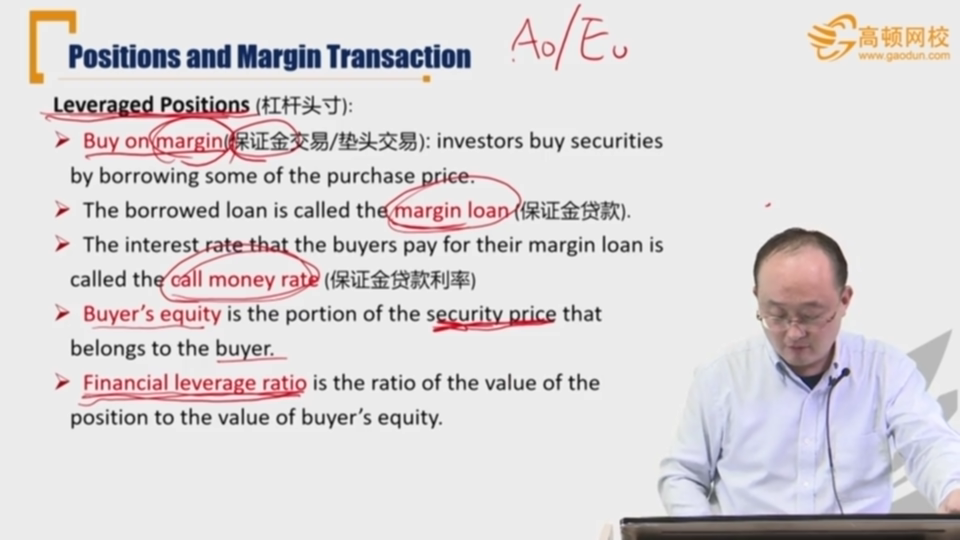 Positions and Margin Transaction
A₀/E₀
高顿网校
www.gaodun.com
Leveraged Positions (杠杆头寸):
Buy on margin(保证金交易/垫头交易): investors buy securities
by borrowing some of the purchase price.
The borrowed loan is called the margin loan (保证金贷款).
The interest rate that the buyers pay for their margin loan is
called the call money rate (保证金贷款利率)
Buyer's equity is the portion of the security price that
belongs to the buyer.
Financial leverage ratio is the ratio of the value of the
position to the value of buyer's equity.